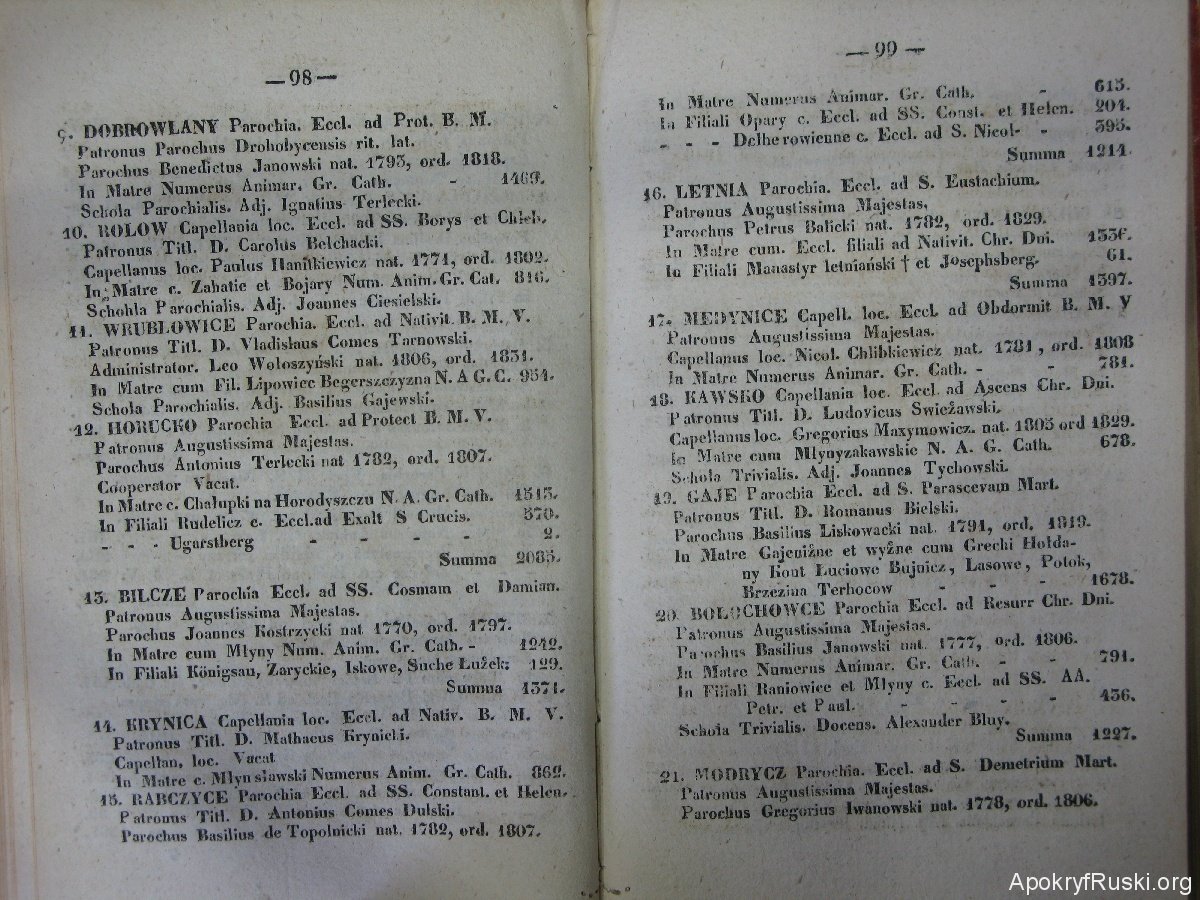 — 98 —
9. DOBROWLANY Parochia. Eccl. ad Prot. B. M.
Patronus Parochus Drohobycensis rit. lat.
Parochus Benedictus Janowski nat. 1793, ord. 1818.
In Matre Numerus Animar. Gr. Cath. - 1469.
Schola Parochialis. Adj. Ignatius Terlecki.
10. ROLOW Capellania loc. Eccl. ad SS. Borys et Chleb.
Patronus Titl. D. Carolus Belchacki.
Capellanus loc. Paulus Hanitkiewicz nat. 1771, ord. 1802.
In Matre c. Zahatie et Bojary Num. Anim. Gr. Cat. 816.
Schohla Parochialis. Adj. Joannes Ciesielski.
11. WRUBLOWICE Parochia. Eccl. ad Nativit. B. M. V.
Patronus Titl. D. Vladislaus Comes Tarnowski.
Administrator. Leo Wołoszyński nat. 1806, ord. 1831.
In Matre cum Fil. Lipowiec Begerszczyzna N. A G. C. 954.
Schola Parochialis. Adj. Basilius Gajewski.
12. HORUCKO Parochia Eccl. ad Protect B. M. V.
Patronus Augustissima Majestas.
Parochus Antonius Terlecki nat 1782, ord. 1807.
Cooperator Vacat.
In Matre c. Chałupki na Horodyszczu N. A. Gr. Cath. 1513.
In Filiali Rudelicz c. Eccl. ad Exalt S Crucis. 570.
- - - Ugarstberg - - - - 2.
Summa 2085.
13. BILCZE Parochia Eccl. ad SS. Cosmam et Damian.
Patronus Augustissima Majestas.
Parochus Joannes Kostrzycki nat 1770, ord. 1797.
In Matre cum Młyny Num. Anim. Gr. Cath. - 1242.
In Filiali Königsau, Zaryckie, Iskowe, Suche Łużek: 129.
Summa 1371.
14. KRYNICA Capellania loc. Eccl. ad Nativ. B. M. V.
Patronus Titl. D. Mathaeus Krynicki.
Capellan, loc. Vacat
In Matre c. Młyn sławski Numerus Anim. Gr. Cath. 862.
15. RABCZYCE Parochia Eccl. ad SS. Constant. et Helen.
Patronus Titl. D. Antonius Comes Dulski.
Parochus Basilius de Topolnicki nat. 1782, ord. 1807.
— 99 —
In Matre Numerus Animar. Gr. Cath. - 615.
In Filiali Opary c. Eccl. ad SS. Const. et Helen. 204.
- - - Delherowienne c. Eccl. ad S. Nicol- - 395.
Summa 1214.
16. LETNIA Parochia. Eccl. ad S. Eustachium.
Patronus Augustissima Majestas.
Parochus Petrus Balicki nat. 1782, ord. 1829.
In Matre cum. Eccl. filiali ad Nativit. Chr. Dni. 1336.
In Filiali Manastyr letniański † et Josephsberg. 61.
Summa 1397.
17. MEDYNICE Capell. loc. Eccl. ad Obdormit B. M. V
Patronus Augustissima Majestas.
Capellanus loc. Nicol. Chlibkiewicz nat. 1781, ord. 1808
In Matre Numerus Animar. Gr. Cath. - - 781.
18. KAWSKO Capellania loc. Eccl. ad Ascens Chr. Dni.
Patronus Titl. D. Ludovicus Swieżawski.
Capellanus loc. Gregorius Maxymowicz. nat. 1805 ord 1829.
In Matre cum Młynyzakawskie N. A. G. Cath. 678.
Schola Trivialis. Adj. Joannes Tychowski.
19. GAJE Parochia Eccl. ad S. Parascevam Mart.
Patronus Titl. D. Romanus Bielski.
Parochus Basilius Liskowacki nat. 1791, ord. 1819.
In Matre Gajeniżne et wyżne cum Grecki Hołda-
ny Kout Łuciowe Bujnicz, Lasowe, Potok,
Brzezina Terhocow - - - 1678.
20. BOLOCHOWCE Parochia Eccl. ad Resurr Chr. Dni.
Patronus Augustissima Majestas.
Parochus Basilius Janowski nat. 1777, ord. 1806.
In Matre Numerus Animar. Gr. Cath. - - 791.
In Filiali Raniowice et Młyny c. Eccl. ad SS. AA.
Petr. et Paul. - - - - 436.
Schola Trivialis. Docens. Alexander Bluy.
Summa 1227.
21. MODRYCZ Parochia. Eccl. ad S. Demetrium Mart.
Patronus Augustissima Majestas.
Parochus Gregorius Iwanowski nat. 1778, ord. 1806.
ApokryfRuski.org